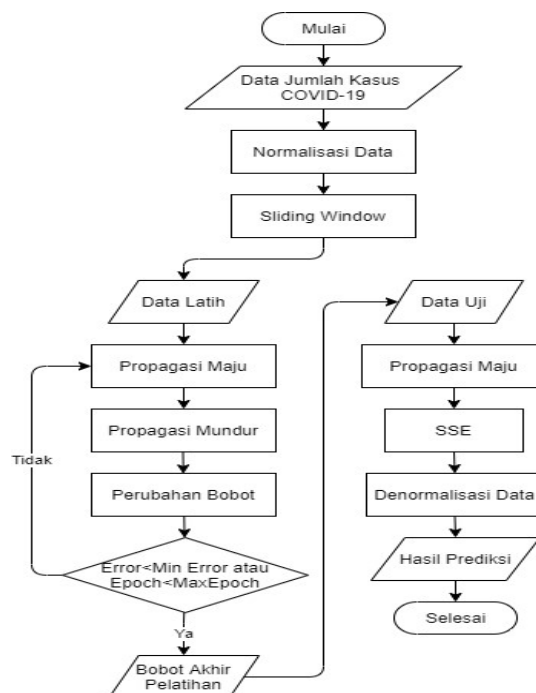 Mulai
Data Jumlah Kasus
COVID-19
Normalisasi Data
Sliding Window
Data Latih
Propagasi Maju
Propagasi Mundur
Tidak
Perubahan Bobot
Error<Min Error atau
Epoch<MaxEpoch
Ya
Bobot Akhir
Pelatihan
Data Uji
Propagasi Maju
SSE
Denormalisasi Data
Hasil Prediksi
Selesai